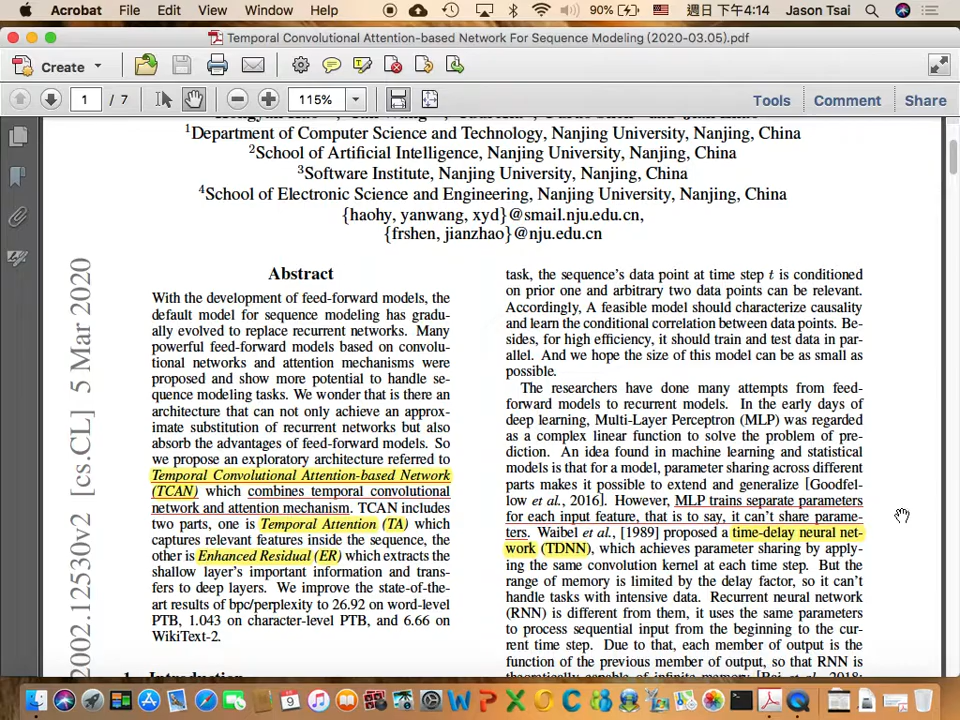 Acrobat File Edit View Window Help 90% 週日 下午4:14 Jason Tsai
Temporal Convolutional Attention-based Network For Sequence Modeling (2020-03.05).pdf
Create
1 / 7 115% Tools Comment Share
1Department of Computer Science and Technology, Nanjing University, Nanjing, China
2School of Artificial Intelligence, Nanjing University, Nanjing, China
3Software Institute, Nanjing University, Nanjing, China
4School of Electronic Science and Engineering, Nanjing University, Nanjing, China
{haohy, yanwang, xyd}@smail.nju.edu.cn,
{frshen, jianzhao}@nju.edu.cn
2002.12530v2 [cs.CL] 5 Mar 2020
Abstract
With the development of feed-forward models, the
default model for sequence modeling has gradu-
ally evolved to replace recurrent networks. Many
powerful feed-forward models based on convolu-
tional networks and attention mechanisms were
proposed and show more potential to handle se-
quence modeling tasks. We wonder that is there an
architecture that can not only achieve an approx-
imate substitution of recurrent networks but also
absorb the advantages of feed-forward models. So
we propose an exploratory architecture referred to
Temporal Convolutional Attention-based Network
(TCAN) which combines temporal convolutional
network and attention mechanism. TCAN includes
two parts, one is Temporal Attention (TA) which
captures relevant features inside the sequence, the
other is Enhanced Residual (ER) which extracts the
shallow layer's important information and trans-
fers to deep layers. We improve the state-of-the-
art results of bpc/perplexity to 26.92 on word-level
PTB, 1.043 on character-level PTB, and 6.66 on
WikiText-2.
1 Introduction
task, the sequence's data point at time step t is conditioned
on prior one and arbitrary two data points can be relevant.
Accordingly, A feasible model should characterize causality
and learn the conditional correlation between data points. Be-
sides, for high efficiency, it should train and test data in par-
allel. And we hope the size of this model can be as small as
possible.
The researchers have done many attempts from feed-
forward models to recurrent models. In the early days of
deep learning, Multi-Layer Perceptron (MLP) was regarded
as a complex linear function to solve the problem of pre-
diction. An idea found in machine learning and statistical
models is that for a model, parameter sharing across different
parts makes it possible to extend and generalize [Goodfel-
low et al., 2016]. However, MLP trains separate parameters
for each input feature, that is to say, it can't share parame-
ters. Waibel et al. [1989] proposed a time-delay neural net-
work (TDNN), which achieves parameter sharing by apply-
ing the same convolution kernel at each time step. But the
range of memory is limited by the delay factor, so it can't
handle tasks with intensive data. Recurrent neural network
(RNN) is different from them, it uses the same parameters
to process sequential input from the beginning to the cur-
rent time step. Due to that, each member of output is the
function of the previous member of output, so that RNN is
theoretically capable of infinite memory [Bai et al., 2018;